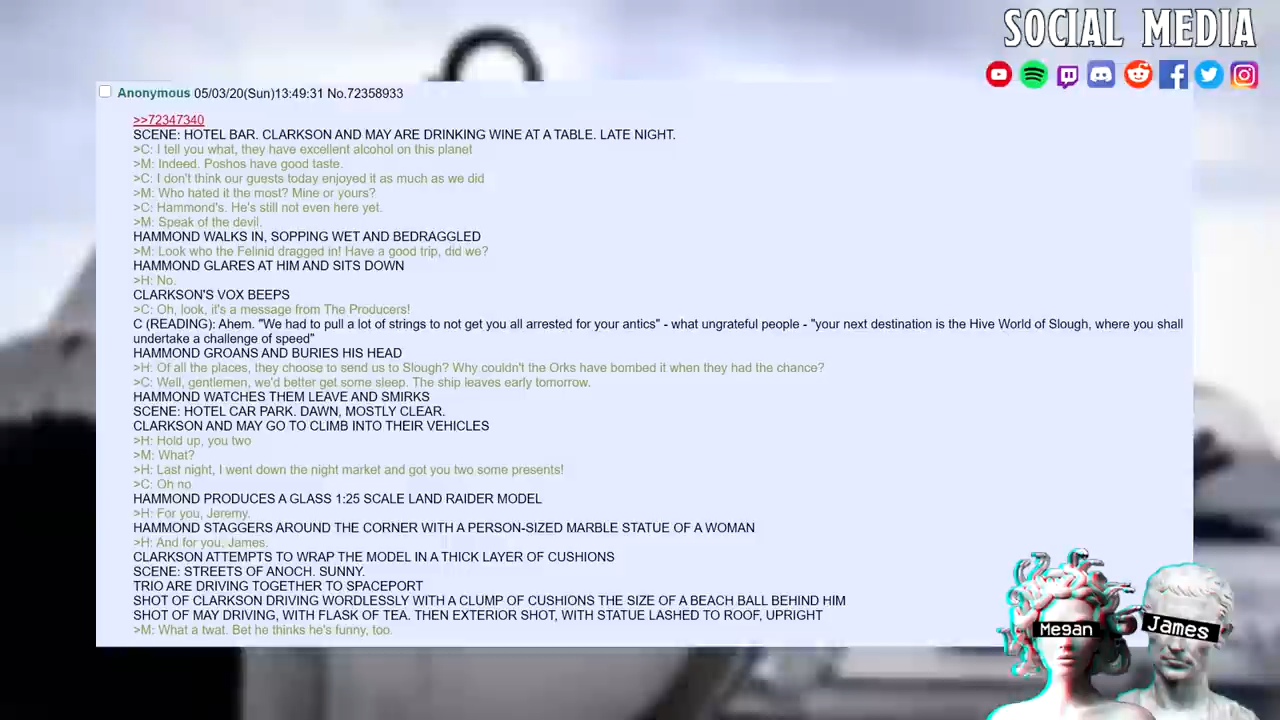 SOCIAL MEDIA
Anonymous 05/03/20(Sun)13:49:31 No.72358933
>>72347340
SCENE: HOTEL BAR. CLARKSON AND MAY ARE DRINKING WINE AT A TABLE. LATE NIGHT.
>C: I tell you what, they have excellent alcohol on this planet
>M: Indeed. Poshos have good taste.
>C: I don't think our guests today enjoyed it as much as we did
>M: Who hated it the most? Mine or yours?
>C: Hammond's. He's still not even here yet.
>M: Speak of the devil.
HAMMOND WALKS IN, SOPPING WET AND BEDRAGGLED
>M: Look who the Felinid dragged in! Have a good trip, did we?
HAMMOND GLARES AT HIM AND SITS DOWN
>H: No.
CLARKSON'S VOX BEEPS
>C: Oh, look, it's a message from The Producers!
C (READING): Ahem. "We had to pull a lot of strings to not get you all arrested for your antics" - what ungrateful people - "your next destination is the Hive World of Slough, where you shall
undertake a challenge of speed"
HAMMOND GROANS AND BURIES HIS HEAD
>H: Of all the places, they choose to send us to Slough? Why couldn't the Orks have bombed it when they had the chance?
>C: Well, gentlemen, we'd better get some sleep. The ship leaves early tomorrow.
HAMMOND WATCHES THEM LEAVE AND SMIRKS
SCENE: HOTEL CAR PARK. DAWN, MOSTLY CLEAR.
CLARKSON AND MAY GO TO CLIMB INTO THEIR VEHICLES
>H: Hold up, you two
>M: What?
>H: Last night, I went down the night market and got you two some presents!
>C: Oh no
HAMMOND PRODUCES A GLASS 1:25 SCALE LAND RAIDER MODEL
>H: For you, Jeremy.
HAMMOND STAGGERS AROUND THE CORNER WITH A PERSON-SIZED MARBLE STATUE OF A WOMAN
>H: And for you, James.
CLARKSON ATTEMPTS TO WRAP THE MODEL IN A THICK LAYER OF CUSHIONS
SCENE: STREETS OF ANOCH. SUNNY.
TRIO ARE DRIVING TOGETHER TO SPACEPORT
SHOT OF CLARKSON DRIVING WORDLESSLY WITH A CLUMP OF CUSHIONS THE SIZE OF A BEACH BALL BEHIND HIM
SHOT OF MAY DRIVING, WITH FLASK OF TEA. THEN EXTERIOR SHOT, WITH STATUE LASHED TO ROOF, UPRIGHT
>M: What a twat. Bet he thinks he's funny, too.
Megan
James